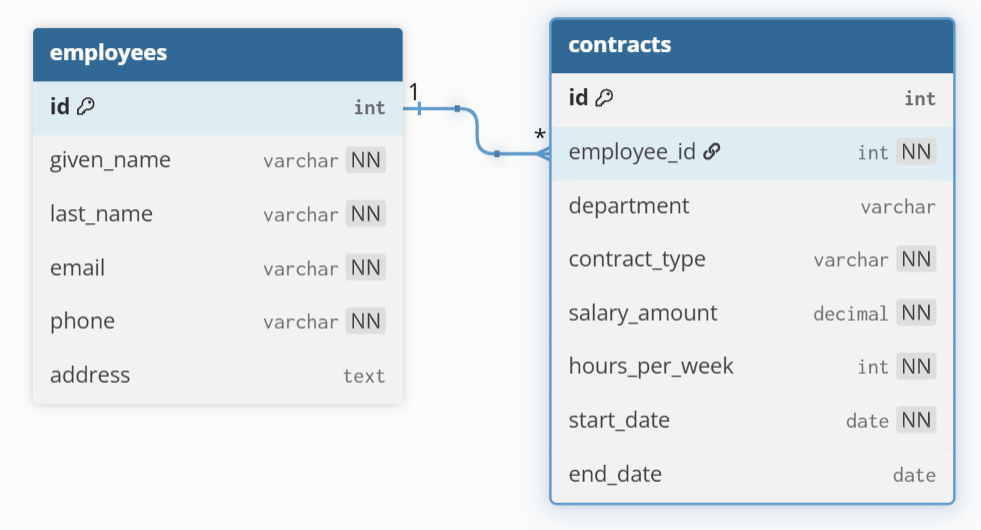 employees
id int
given_name varchar NN
last_name varchar NN
email varchar NN
phone varchar NN
address text
1
*
contracts
id int
employee_id int NN
department varchar
contract_type varchar NN
salary_amount decimal NN
hours_per_week int NN
start_date date NN
end_date date